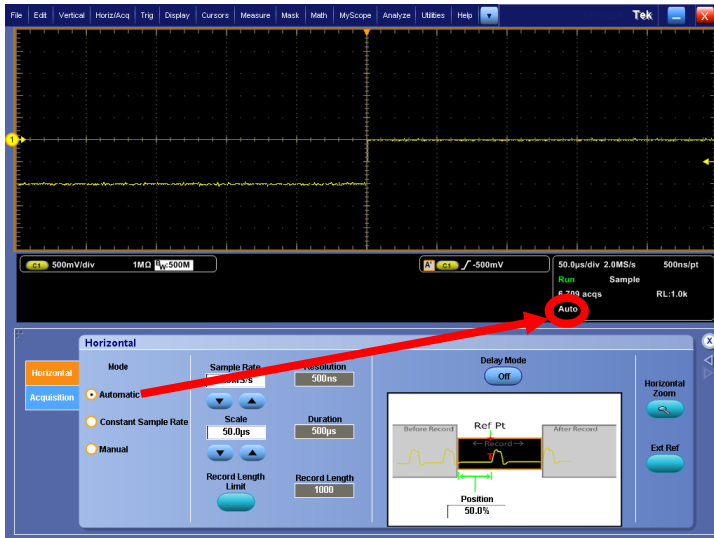 File Edit Vertical Horiz/Acq Trig Display Cursors Measure Mask Math MyScope Analyze Utilities Help Tek X
1
C1 500mV/div 1MΩ BW:500M
A' C1 -500mV
50.0µs/div 2.0MS/s 500ns/pt
Run Sample
acqs RL:1.0k
Auto
Horizontal
X
Horizontal
Acquisition
Mode
Automatic
Constant Sample Rate
Manual
Sample Rate
Scale
50.0µs
Record Length
Limit
Resolution
500ns
Duration
500µs
Record Length
1000
Delay Mode
Off
Before Record
Ref Pt
Record
After Record
T
Position
50.0%
Horizontal
Zoom
Ext Ref